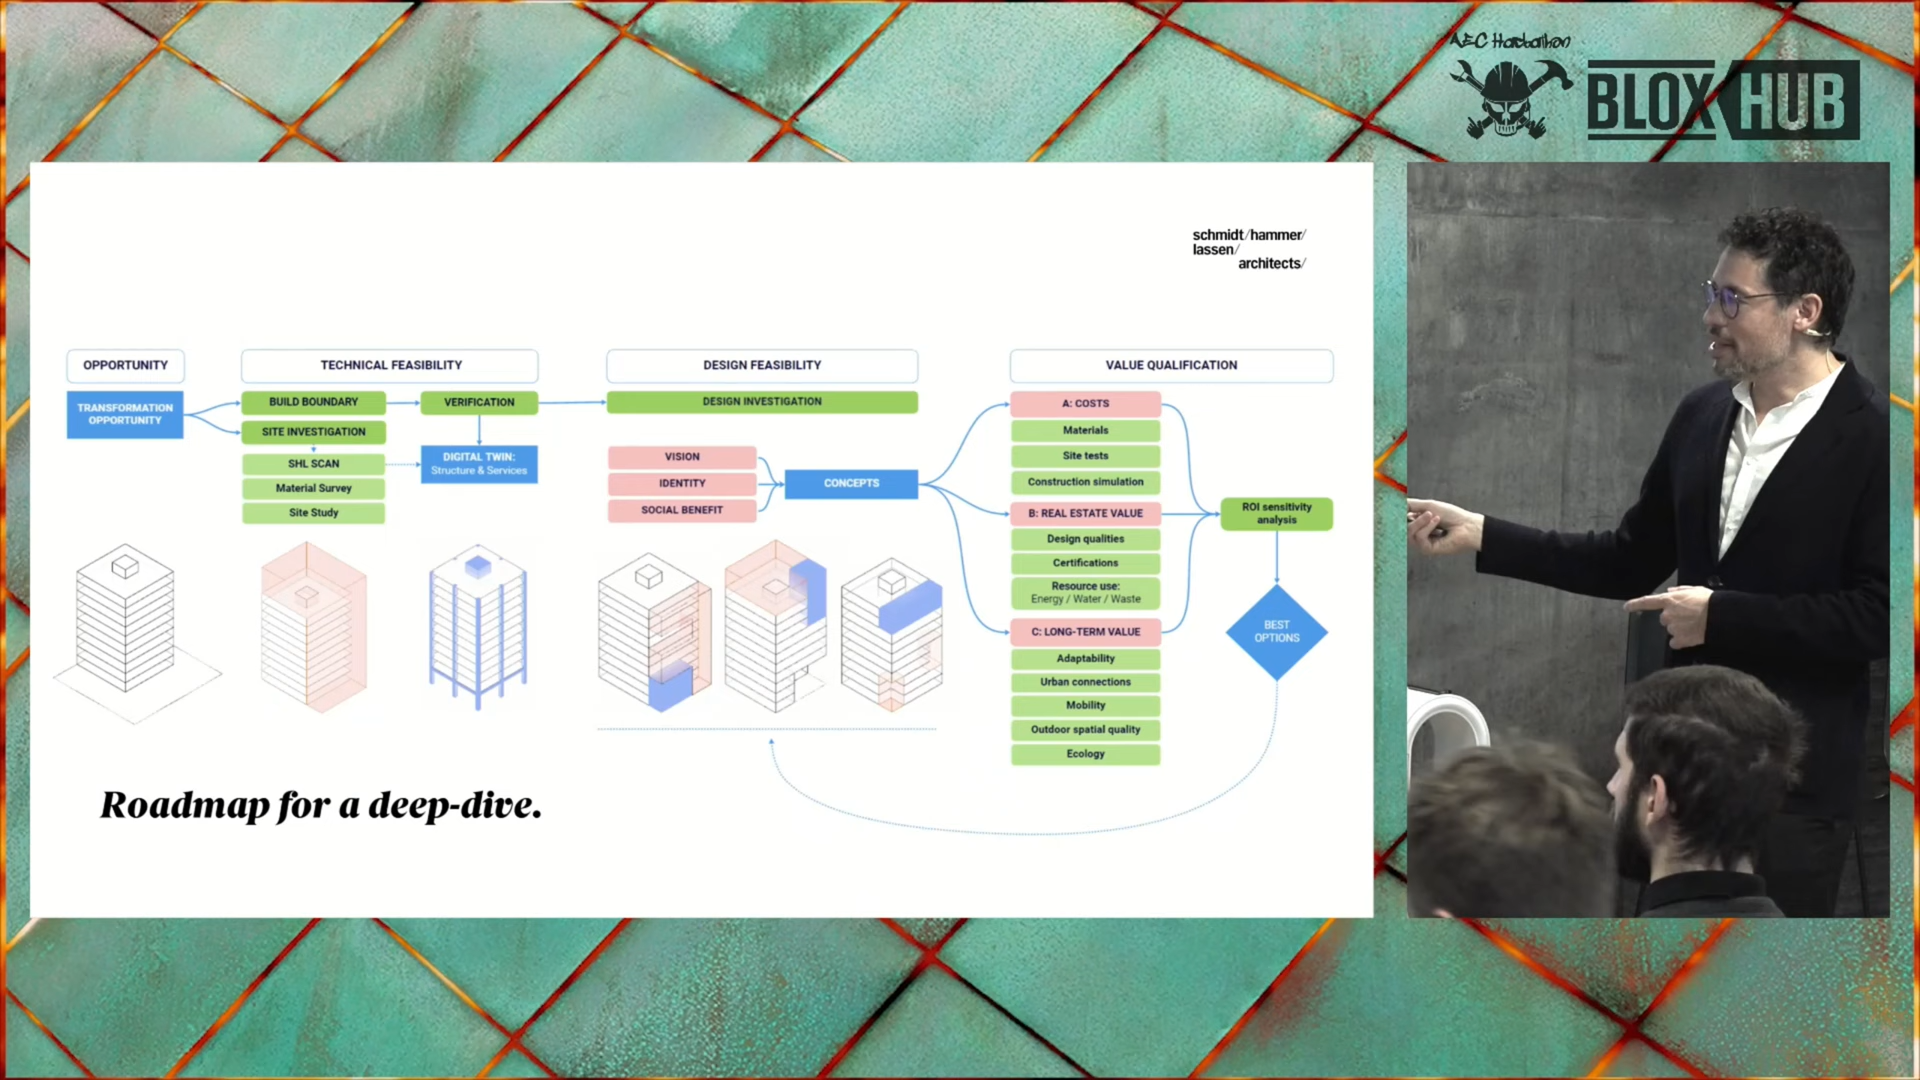 AEC Hackathon
BLOX HUB
schmidt/hammer/
lassen/
architects/
OPPORTUNITY
TRANSFORMATION
OPPORTUNITY
TECHNICAL FEASIBILITY
BUILD BOUNDARY
VERIFICATION
SITE INVESTIGATION
SHL SCAN
Material Survey
Site Study
DIGITAL TWIN:
Structure & Services
DESIGN FEASIBILITY
DESIGN INVESTIGATION
VISION
IDENTITY
SOCIAL BENEFIT
CONCEPTS
VALUE QUALIFICATION
A: COSTS
Materials
Site tests
Construction simulation
B: REAL ESTATE VALUE
Design qualities
Certifications
Resource use:
Energy / Water / Waste
C: LONG-TERM VALUE
Adaptability
Urban connections
Mobility
Outdoor spatial quality
Ecology
ROI sensitivity
analysis
BEST
OPTIONS
Roadmap for a deep-dive.